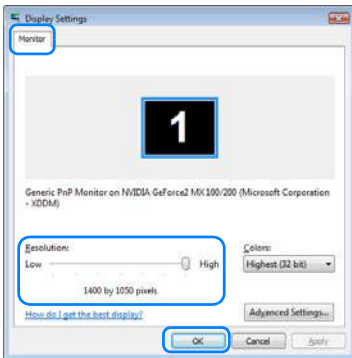 Display Settings
Monitor
1
Generic PnP Monitor on NVIDIA GeForce2 MX 100/200 (Microsoft Corporation
- XDDM)
Resolution:
Colors:
Low High
Highest (32 bit)
1400 by 1050 pixels
How do I get the best display?
Advanced Settings...
OK
Cancel
Apply